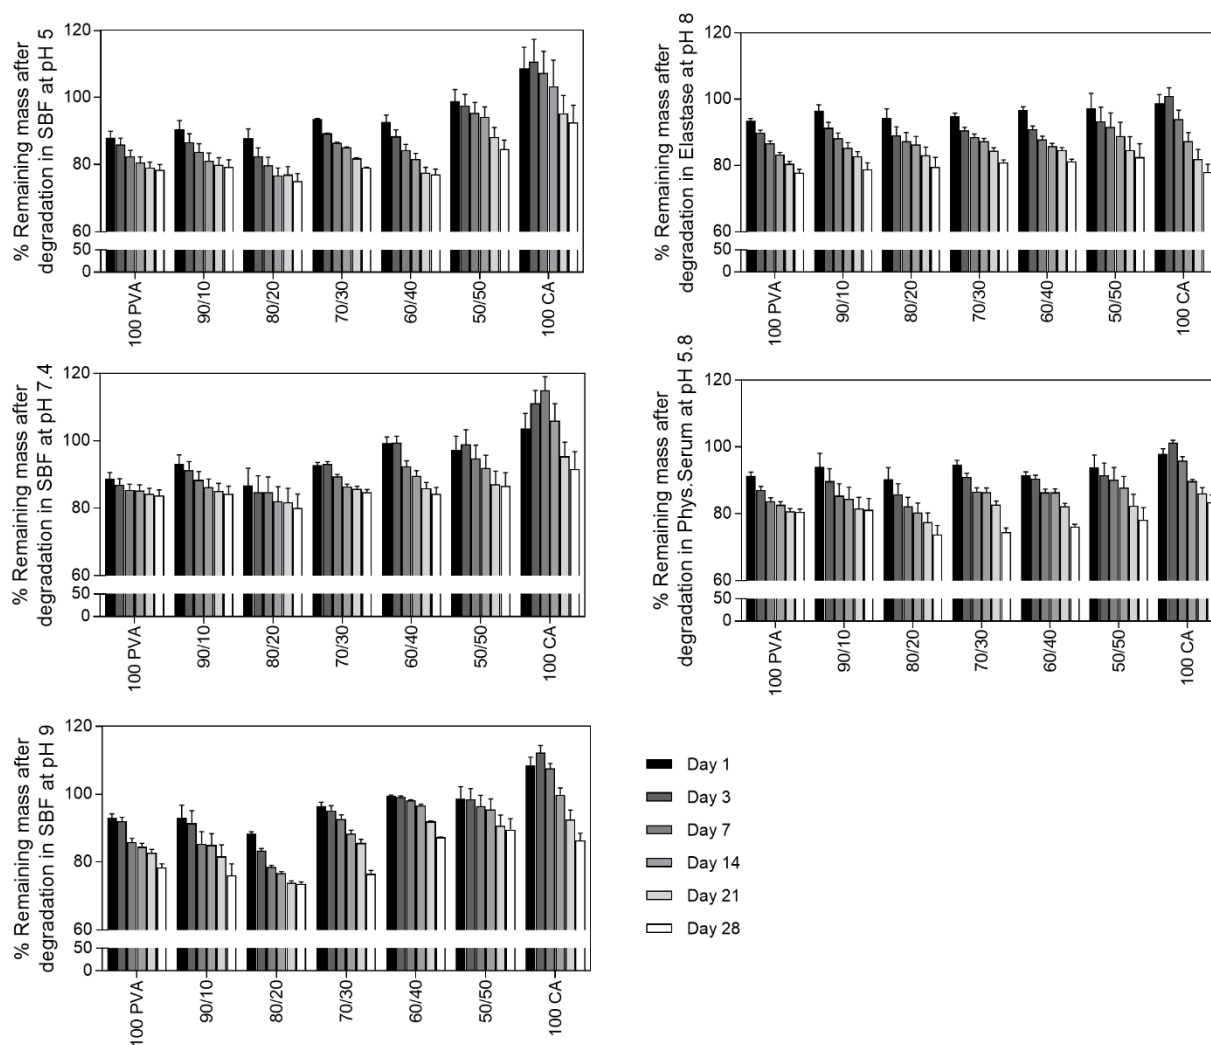 % Remaining mass after
degradation in SBF at pH 5
120
100
80
60
50
0
100 PVA
90/10
80/20
70/30
60/40
50/50
100 CA
% Remaining mass after
degradation in Elastase at pH 8
120
100
80
60
50
0
100 PVA
90/10
80/20
70/30
60/40
50/50
100 CA
% Remaining mass after
degradation in SBF at pH 7.4
120
100
80
60
50
0
100 PVA
90/10
80/20
70/30
60/40
50/50
100 CA
% Remaining mass after
degradation in Phys.Serum at pH 5.8
120
100
80
60
50
0
100 PVA
90/10
80/20
70/30
60/40
50/50
100 CA
% Remaining mass after
degradation in SBF at pH 9
120
100
80
60
50
0
100 PVA
90/10
80/20
70/30
60/40
50/50
100 CA
Day 1
Day 3
Day 7
Day 14
Day 21
Day 28